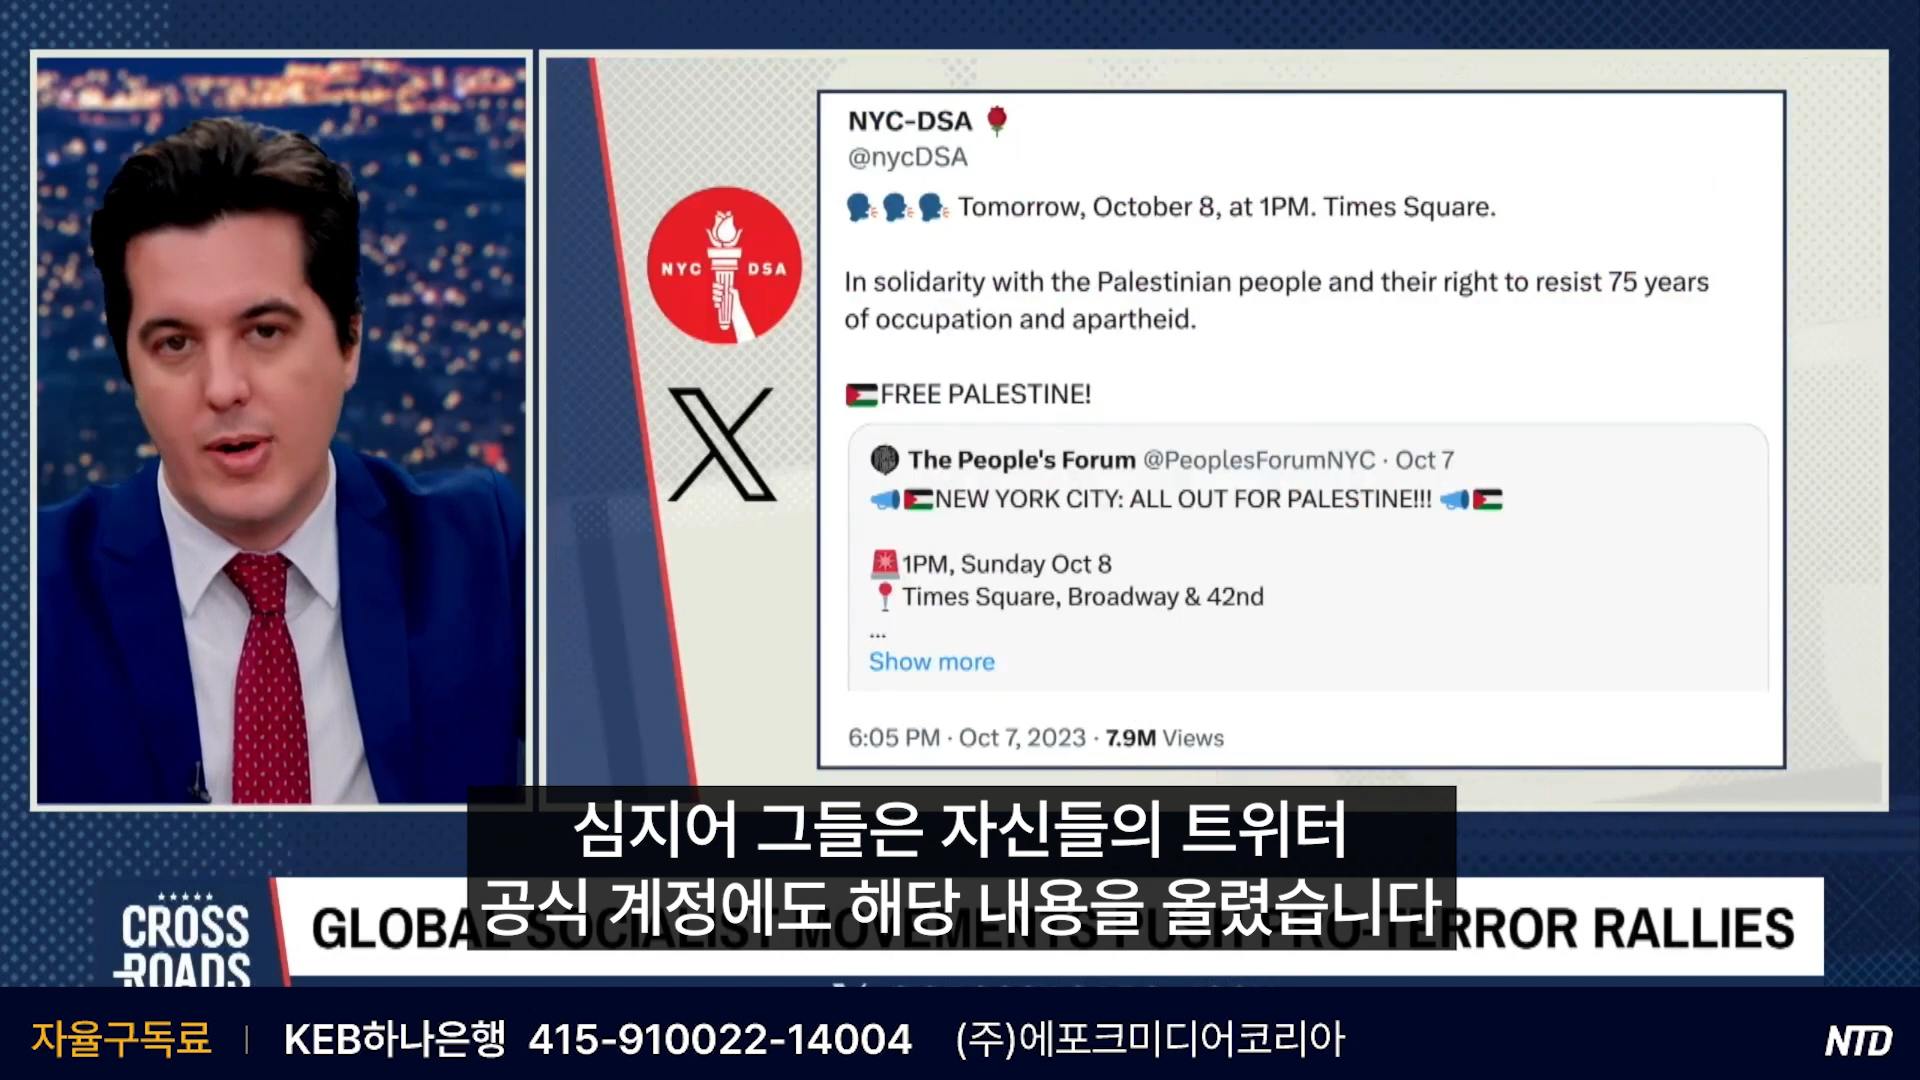 NYC-DSA
@nycDSA
Tomorrow, October 8, at 1PM. Times Square.
In solidarity with the Palestinian people and their right to resist 75 years
of occupation and apartheid.
FREE PALESTINE!
The People's Forum @PeoplesForumNYC · Oct 7
NEW YORK CITY: ALL OUT FOR PALESTINE!!!
1PM, Sunday Oct 8
Times Square, Broadway & 42nd
...
Show more
6:05 PM · Oct 7, 2023 · 7.9M Views
NYC DSA
X
심지어 그들은 자신들의 트위터
공식 계정에도 해당 내용을 올렸습니다
CROSS
ROADS
GLOBAL SOCIALIST MOVEMENTS PUSH PRO-TERROR RALLIES
자율구독료 | KEB하나은행 415-910022-14004 (주)에포크미디어코리아
NTD